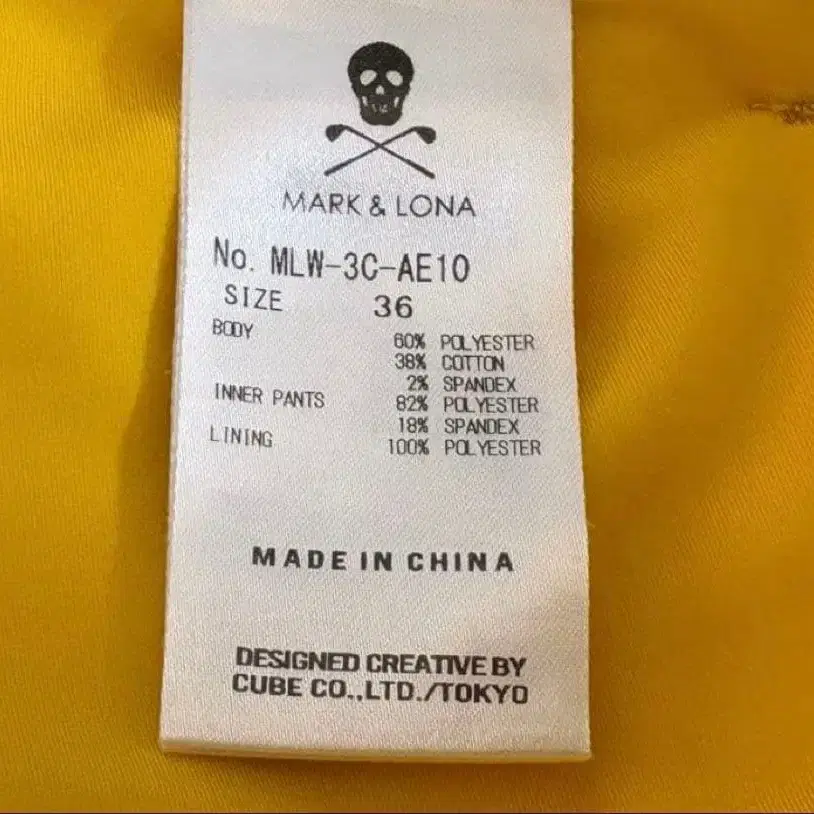 MARK & LONA
No. MLW-3C-AE10
SIZE 36
BODY 60% POLYESTER
38% COTTON
2% SPANDEX
INNER PANTS 82% POLYESTER
18% SPANDEX
LINING 100% POLYESTER
MADE IN CHINA
DESIGNED CREATIVE BY
CUBE CO.,LTD./TOKYO